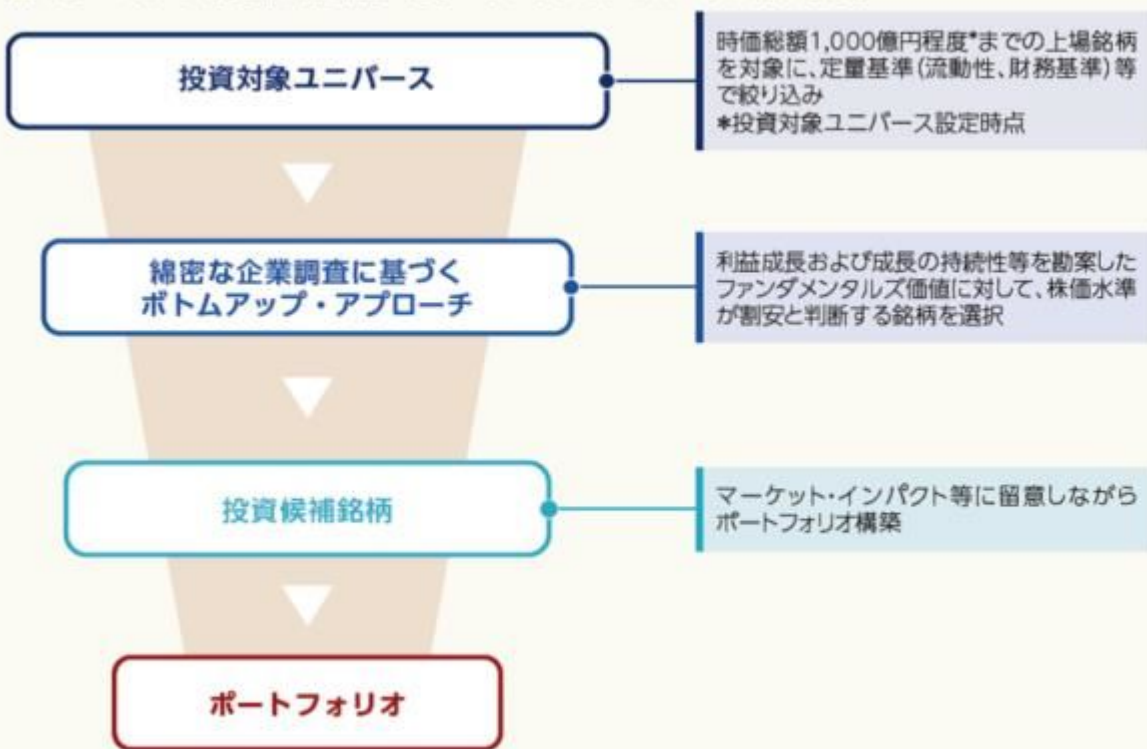 投資対象ユニバース
時価総額1,000億円程度*までの上場銘柄
を対象に、定量基準(流動性、財務基準)等
で絞り込み
*投資対象ユニバース設定時点
綿密な企業調査に基づく
ボトムアップ・アプローチ
利益成長および成長の持続性等を勘案した
ファンダメンタルズ価値に対して、株価水準
が割安と判断する銘柄を選択
投資候補銘柄
マーケット・インパクト等に留意しながら
ポートフォリオ構築
ポートフォリオ